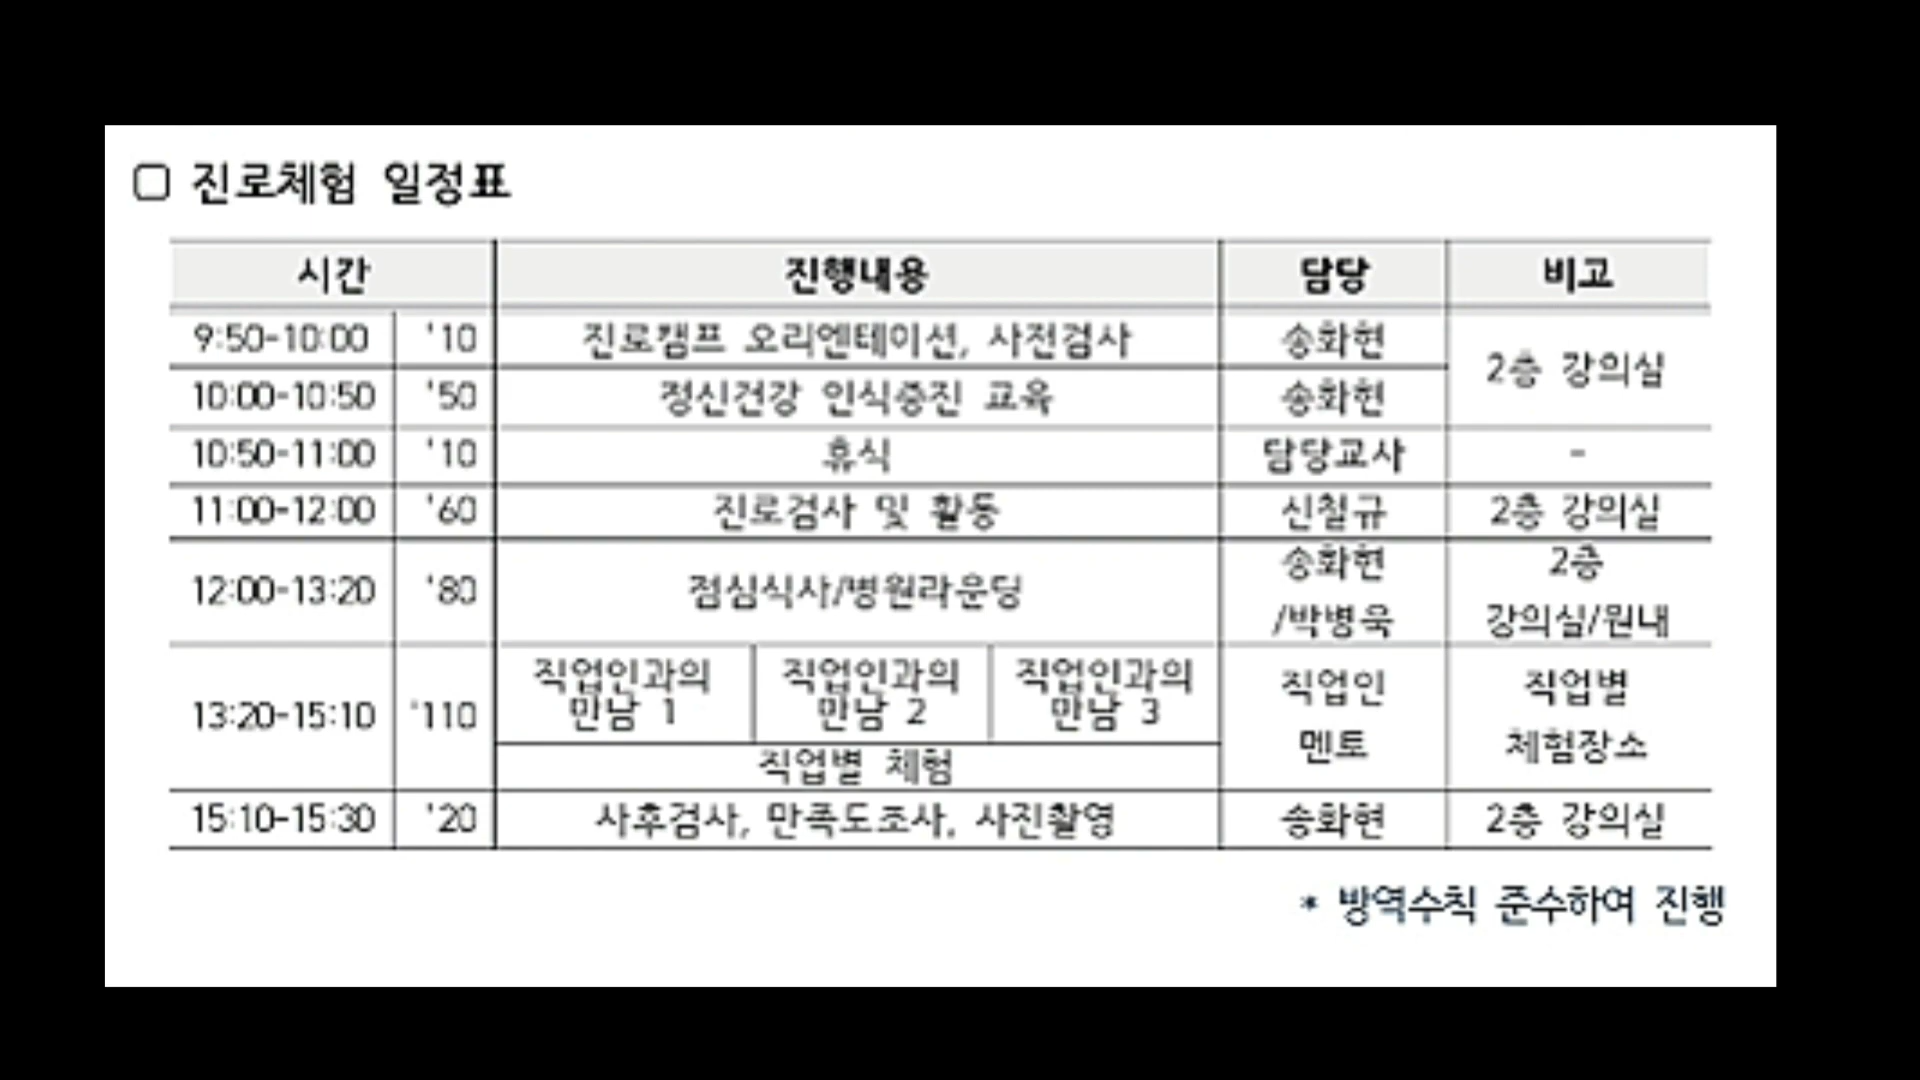 □ 진로체험 일정표
시간 진행내용 담당 비고
9:50-10:00 '10 진로캠프 오리엔테이션, 사전검사 송화현 2층 강의실
10:00-10:50 '50 정신건강 인식증진 교육 송화현
10:50-11:00 '10 휴식 담당교사 -
11:00-12:00 '60 진로검사 및 활동 신철규 2층 강의실
12:00-13:20 '80 점심식사/병원라운딩 송화현 2층
/박병욱 강의실/원내
13:20-15:10 '110 직업인과의 직업인과의 직업인과의 직업인 직업별
만남 1 만남 2 만남 3 멘토 체험장소
직업별 체험
15:10-15:30 '20 사후검사, 만족도조사, 사진촬영 송화현 2층 강의실
* 방역수칙 준수하여 진행